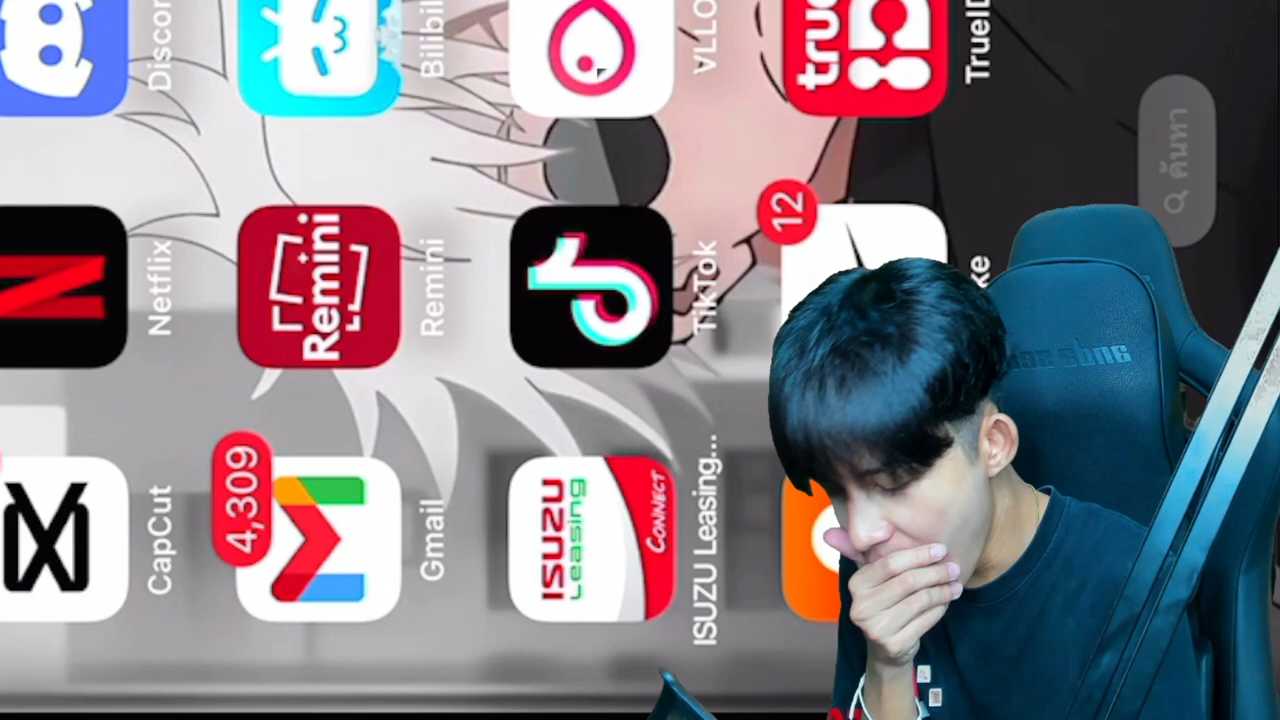 Discor
Bilibil
VLLO
true
TrueID
Netflix
Remini
Remini
TikTok
12
ke
ค้นหา
CapCut
4,309
Gmail
ISUZU
Leasing
CONNECT
ISUZU Leasing...